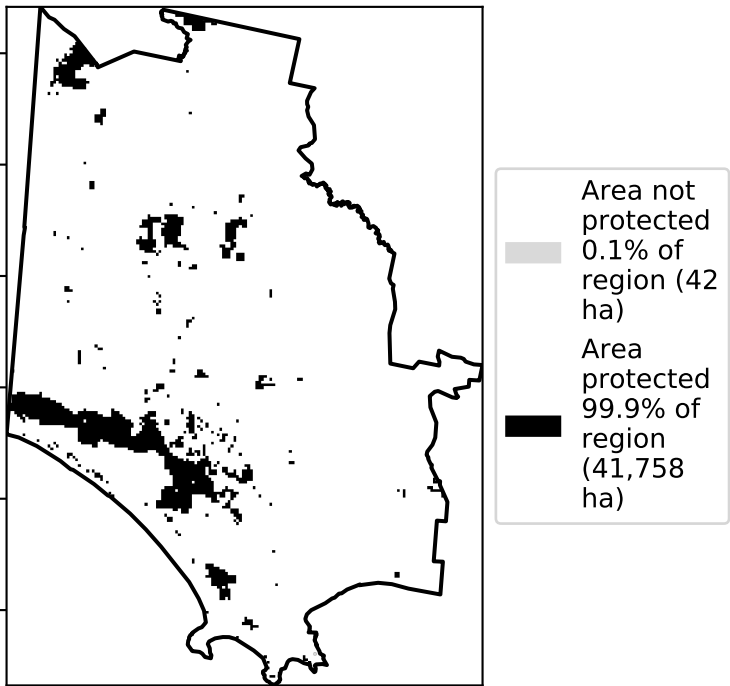 Area not
protected
0.1% of
region (42
ha)
Area
protected
99.9% of
region
(41,758
ha)